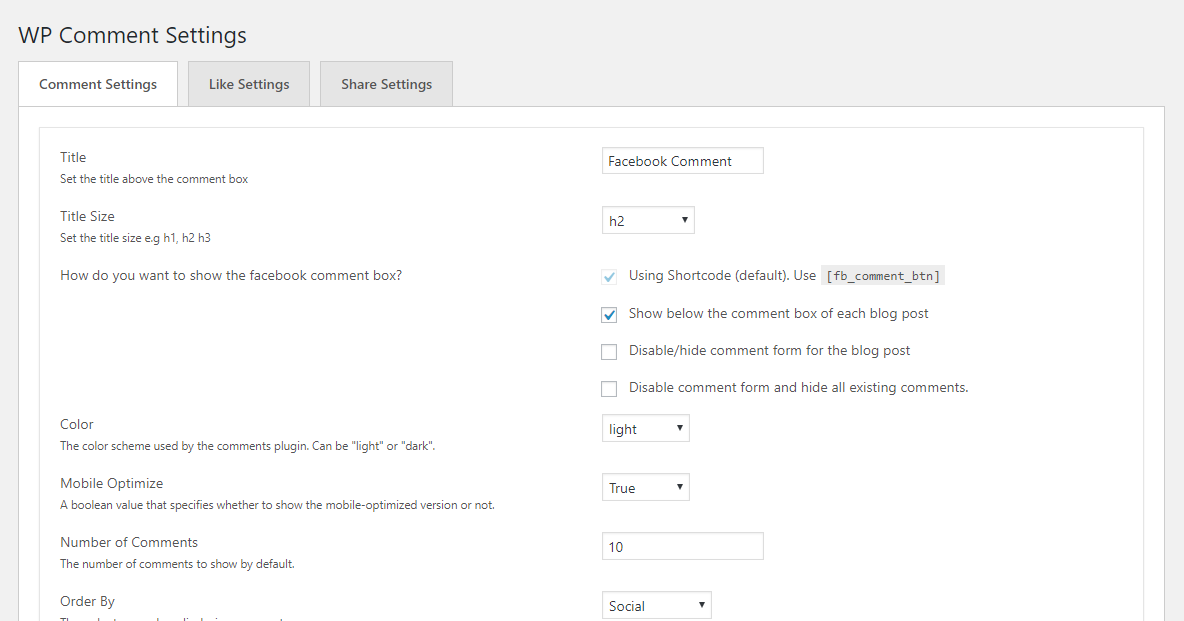 WP Comment Settings
Comment Settings
Like Settings
Share Settings
Title
Facebook Comment
Set the title above the comment box
Title Size
h2
Set the title size e.g h1, h2 h3
How do you want to show the facebook comment box?
Using Shortcode (default). Use [fb_comment_btn]
Show below the comment box of each blog post
Disable/hide comment form for the blog post
Disable comment form and hide all existing comments.
Color
light
The color scheme used by the comments plugin. Can be "light" or "dark".
Mobile Optimize
True
A boolean value that specifies whether to show the mobile-optimized version or not.
Number of Comments
10
The number of comments to show by default.
Order By
Social